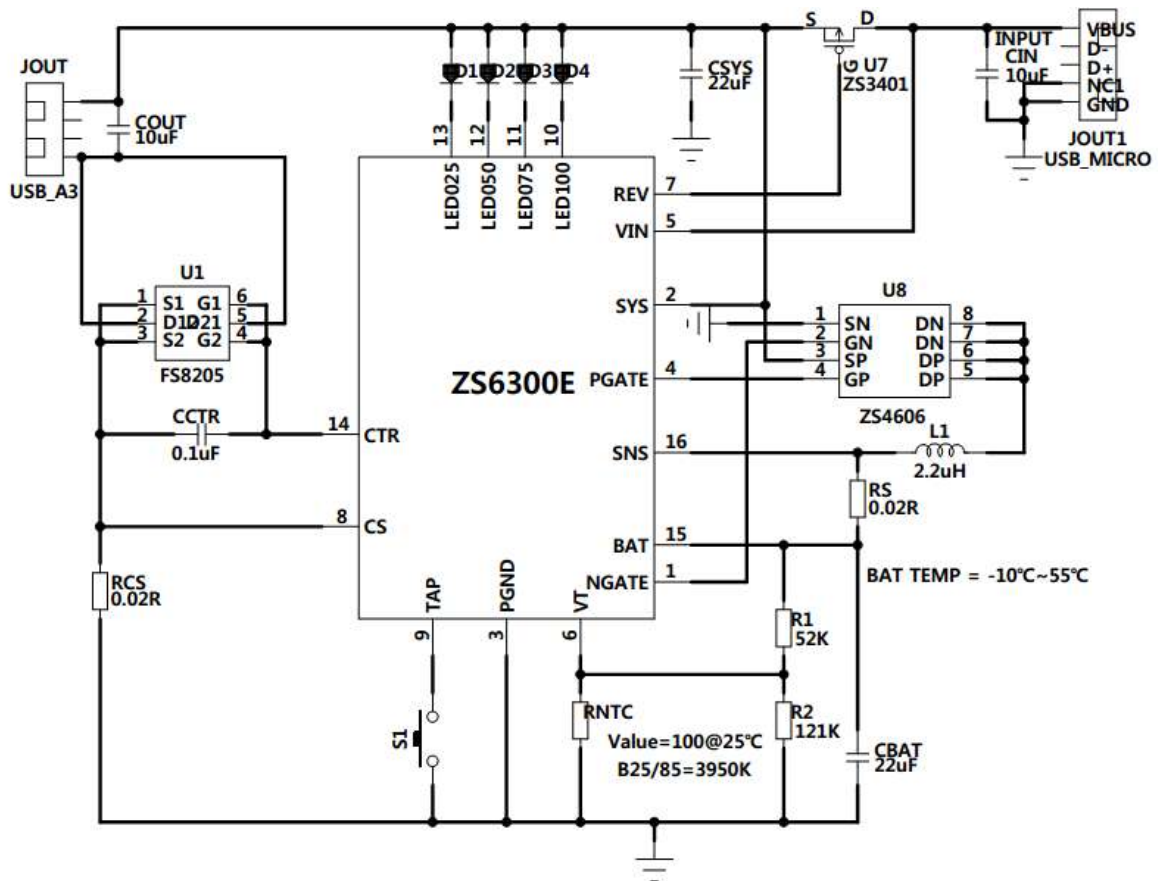 JOUT
COUT
10uF
USB_A3
D1
D2
D3
D4
CSYS
22uF
S
D
G
U7
ZS3401
INPUT
CIN
10uF
VBUS
D-
D+
NC1
GND
JOUT1
USB_MICRO
13
12
11
10
LED025
LED050
LED075
LED100
REV
7
VIN
5
SYS
2
PGATE
4
SNS
16
BAT
15
NGATE
1
ZS6300E
14
CTR
8
CS
TAP
PGND
VT
9
3
6
U1
1
S1
G1
6
2
5
3
S2
G2
4
FS8205
CCTR
0.1uF
RCS
0.02R
U8
1
SN
DN
8
2
GN
DN
7
3
SP
DP
6
4
GP
DP
5
ZS4606
L1
2.2uH
RS
0.02R
BAT TEMP = -10℃~55℃
R1
52K
R2
121K
RNTC
Value=100@25℃
B25/85=3950K
CBAT
22uF
S1